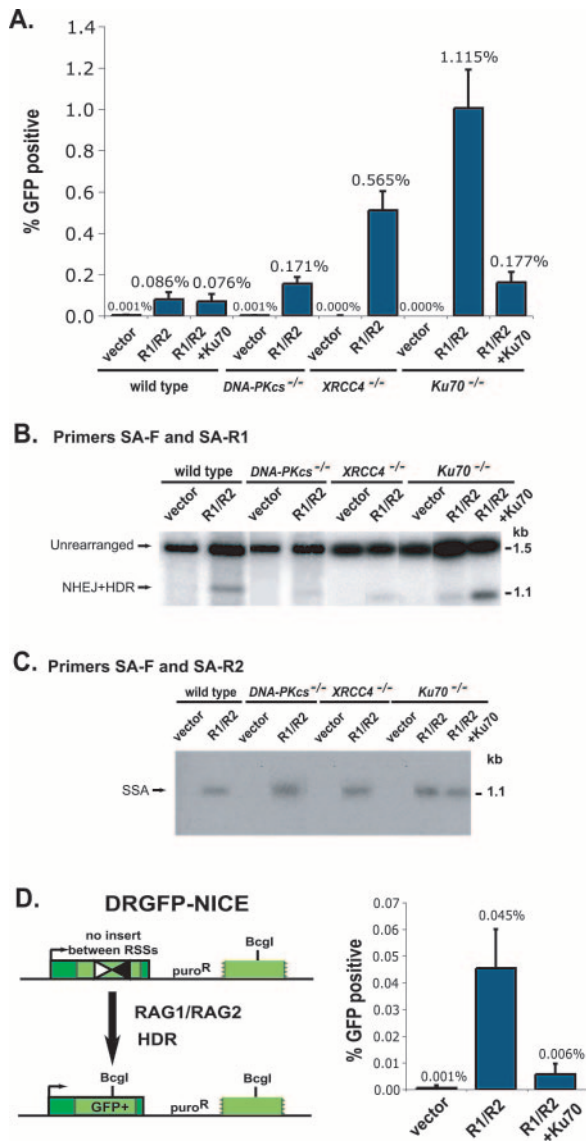 A.
% GFP positive
1.4
1.2
1.0
0.8
0.6
0.4
0.2
0.0
0.001%
0.086%
0.076%
0.001%
0.171%
0.000%
0.565%
0.000%
1.115%
0.177%
vector
R1/R2
R1/R2 +Ku70
vector
R1/R2
vector
R1/R2
vector
R1/R2
R1/R2 +Ku70
wild type
DNA-PKcs -/-
XRCC4 -/-
Ku70 -/-
B. Primers SA-F and SA-R1
wild type DNA-PKcs -/- XRCC4 -/- Ku70 -/-
vector R1/R2 vector R1/R2 vector R1/R2 vector R1/R2 R1/R2 +Ku70
kb
Unrearranged
1.5
NHEJ+HDR
1.1
C. Primers SA-F and SA-R2
wild type DNA-PKcs -/- XRCC4 -/- Ku70 -/-
vector R1/R2 vector R1/R2 vector R1/R2 vector R1/R2 R1/R2 +Ku70
kb
SSA
1.1
D.
DRGFP-NICE
no insert
between RSSs
BcgI
puroR
RAG1/RAG2
HDR
BcgI
BcgI
GFP+
puroR
% GFP positive
0.07
0.06
0.05
0.04
0.03
0.02
0.01
0.00
0.001%
0.045%
0.006%
vector
R1/R2
R1/R2 +Ku70